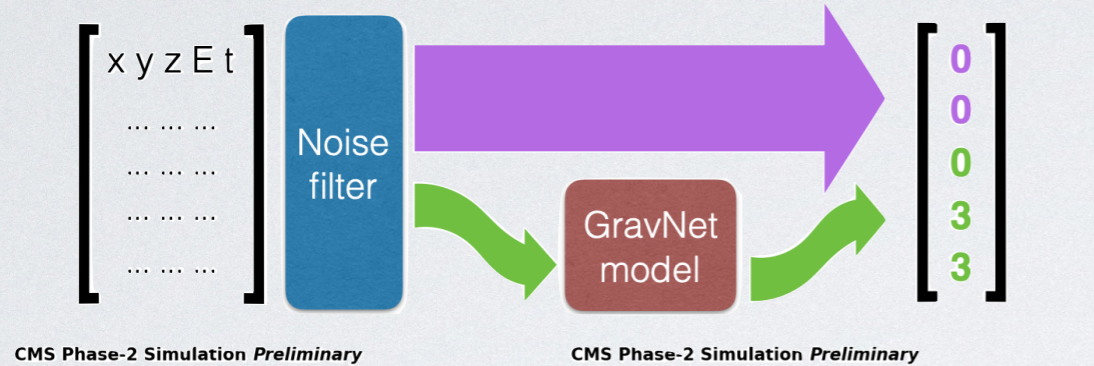 x y z E t
... ... ...
... ... ...
... ... ...
... ... ...
Noise
filter
GravNet
model
0
0
0
3
3
CMS Phase-2 Simulation Preliminary
CMS Phase-2 Simulation Preliminary